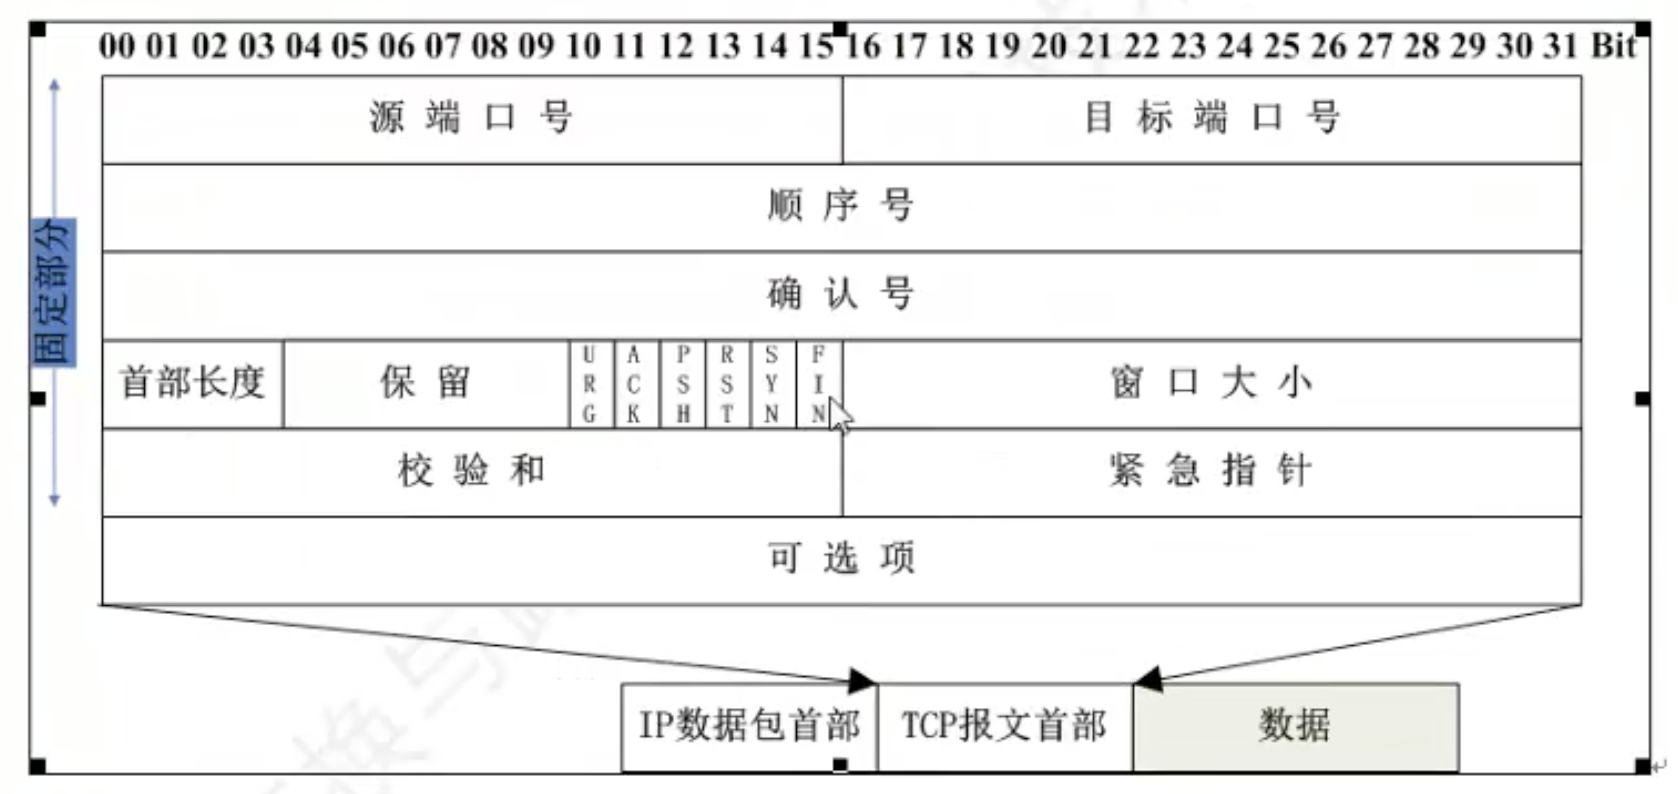 00 01 02 03 04 05 06 07 08 09 10 11 12 13 14 15 16 17 18 19 20 21 22 23 24 25 26 27 28 29 30 31 Bit
固定部分
源端口号 目标端口号
顺序号
确认号
首部长度 保留 URG ACK PSH RST SYN FIN 窗口大小
校验和 紧急指针
可选项
IP数据包首部 TCP报文首部 数据
换与